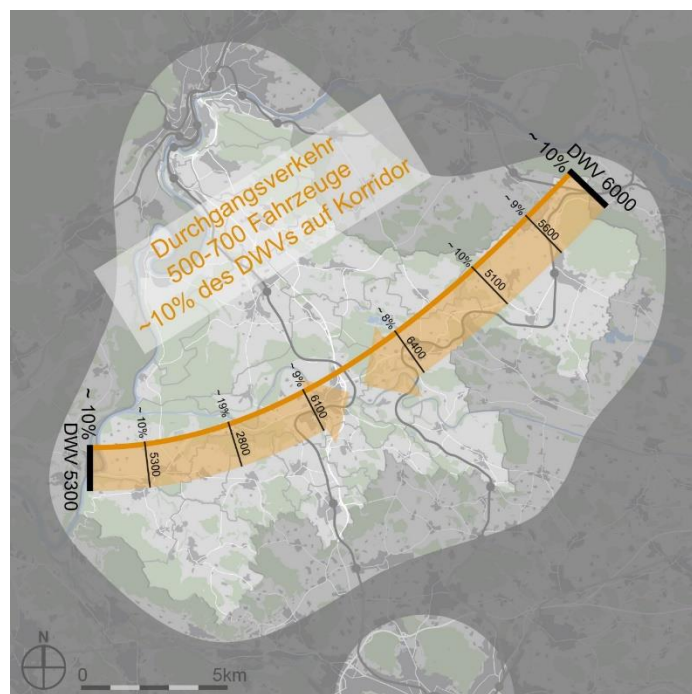 Durchgangsverkehr
500-700 Fahrzeuge
~10% des DWVs auf Korridor
DWV 6000
~ 10%
~ 9%
5600
~ 10%
5100
~ 8%
6400
~ 9%
6100
~ 19%
2800
~ 10%
5300
~ 10%
DWV 5300
N
0 5km